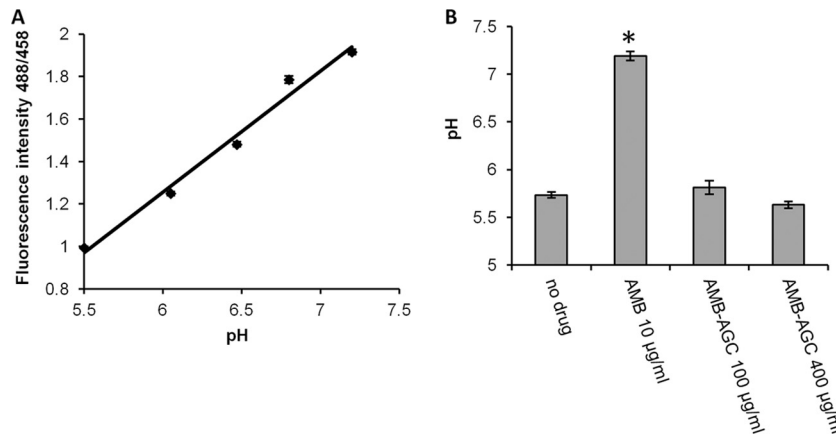 A
Fluorescence intensity 488/458
2
1.8
1.6
1.4
1.2
1
0.8
5.5
6
6.5
7
7.5
pH
B
pH
7.5
7
6.5
6
5.5
5
*
no drug
AMB 10 µg/ml
AMB-AGC 100 µg/ml
AMB-AGC 400 µg/ml